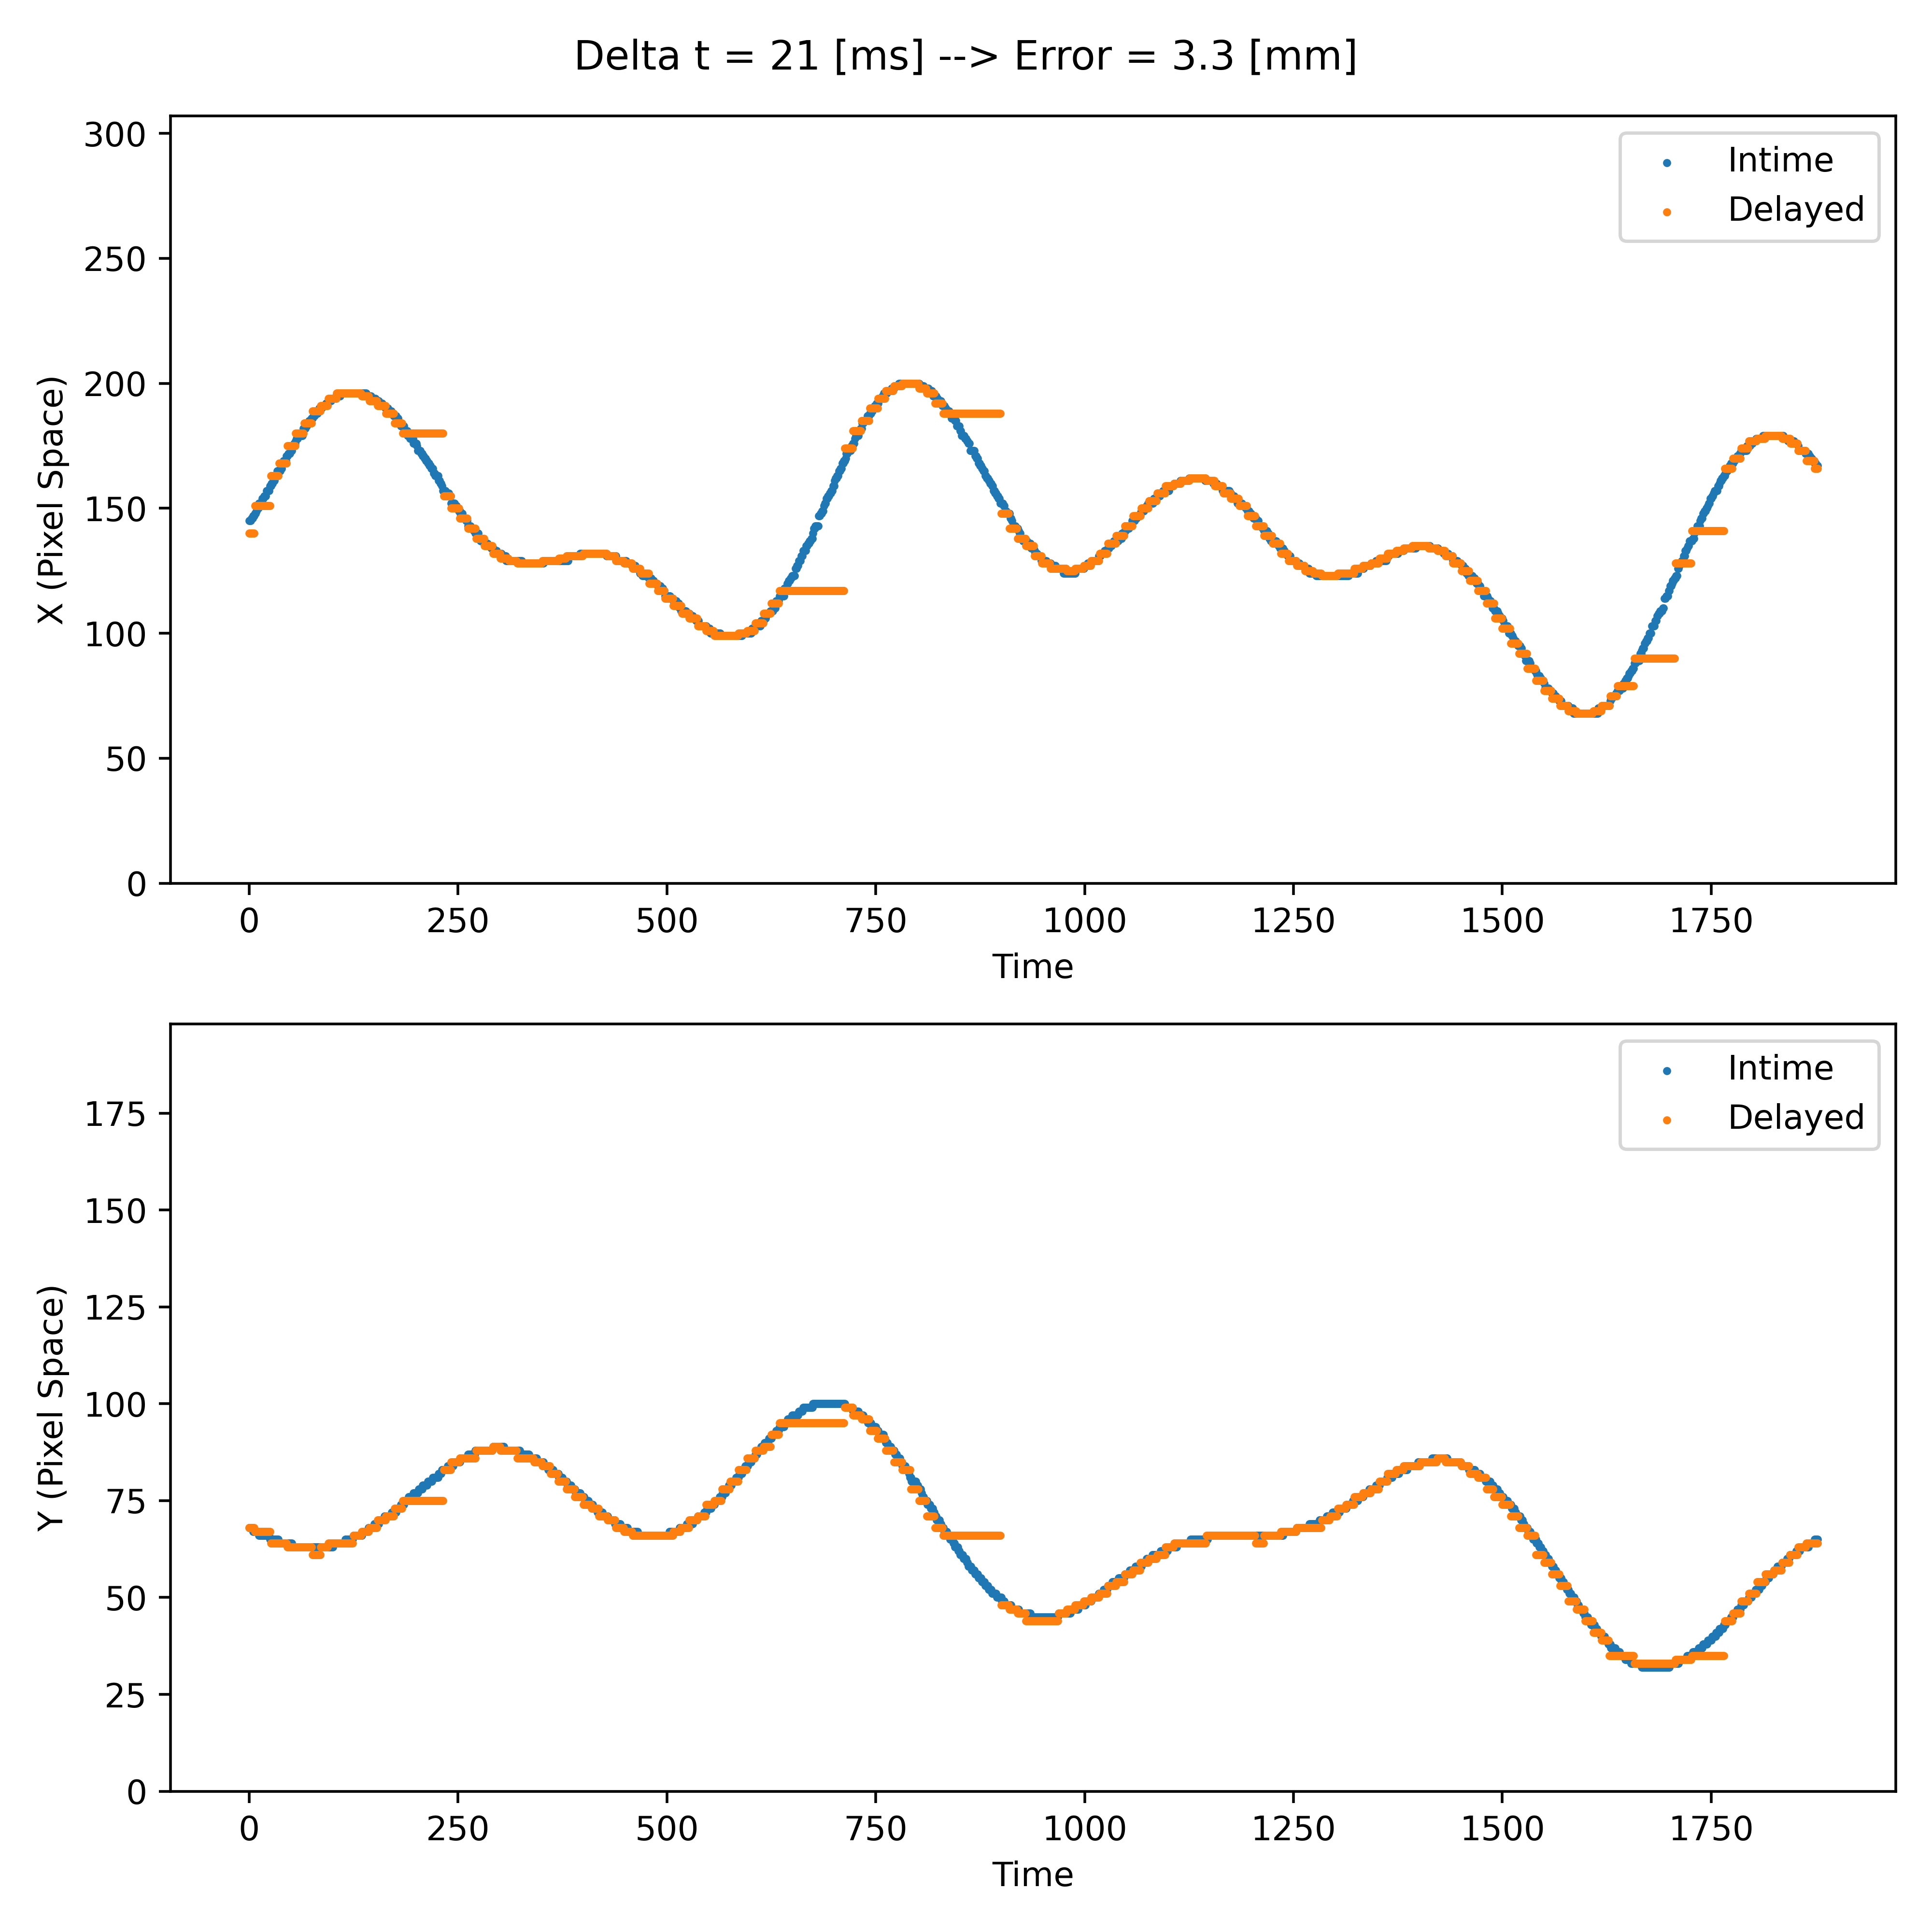 Delta t = 21 [ms] --> Error = 3.3 [mm]
300
250
200
150
100
50
0
X (Pixel Space)
Intime
Delayed
0 250 500 750 1000 1250 1500 1750
Time
175
150
125
100
75
50
25
0
Y (Pixel Space)
Intime
Delayed
0 250 500 750 1000 1250 1500 1750
Time